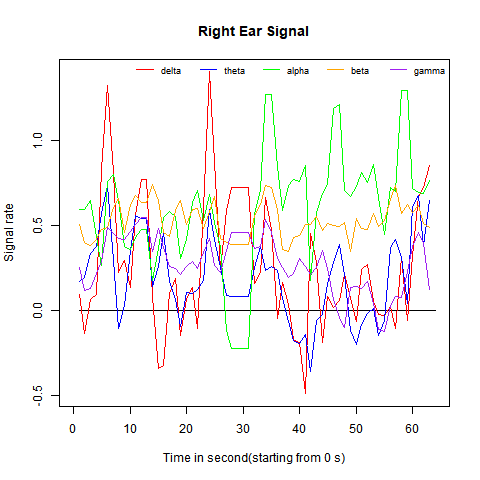 Right Ear Signal
delta theta alpha beta gamma
Signal rate
1.0
0.5
0.0
-0.5
0 10 20 30 40 50 60
Time in second(starting from 0 s)